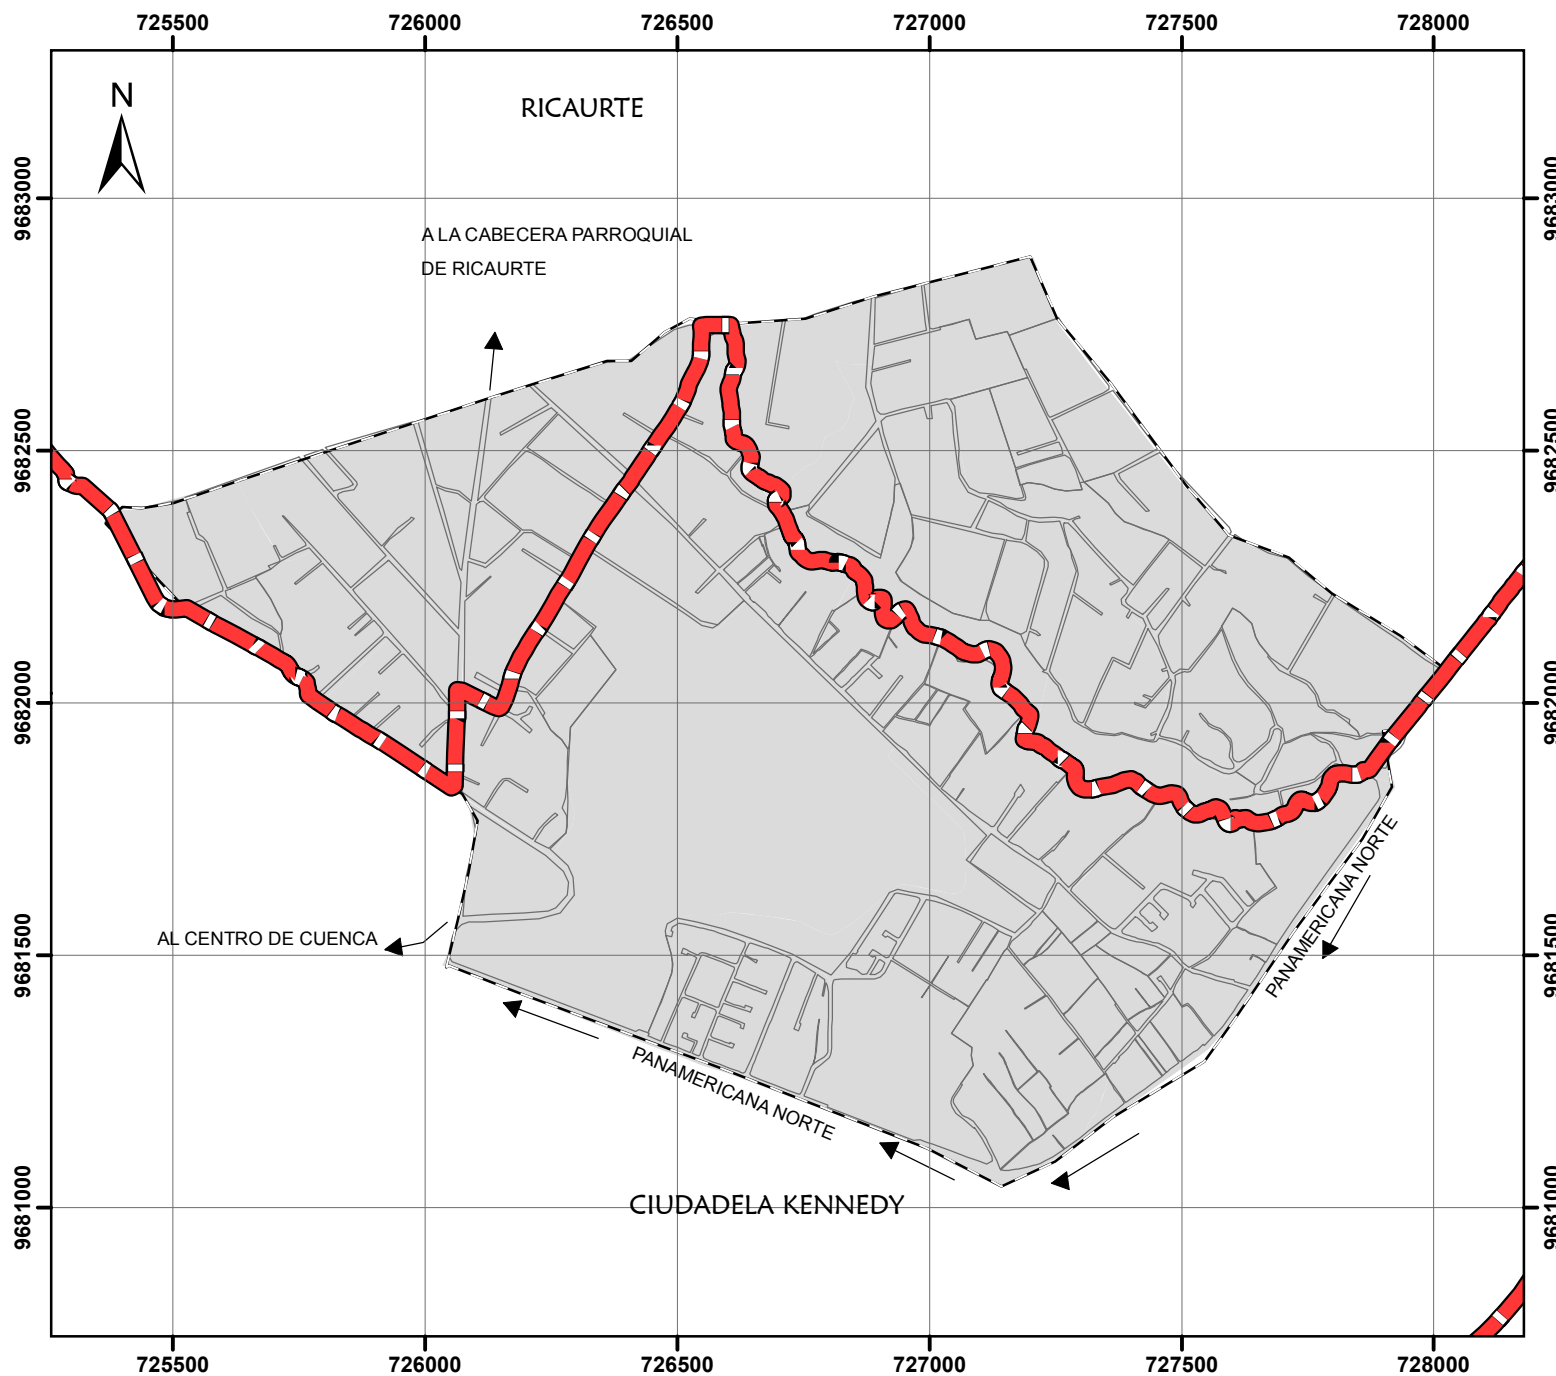 725500 726000 726500 727000 727500 728000
N
RICAURTE
9683000 9683000
A LA CABECERA PARROQUIAL
DE RICAURTE
9682500 9682500
9682000 9682000
PANAMERICANA NORTE
AL CENTRO DE CUENCA
9681500 9681500
PANAMERICANA NORTE
CIUDADELA KENNEDY
9681000 9681000
725500 726000 726500 727000 727500 728000